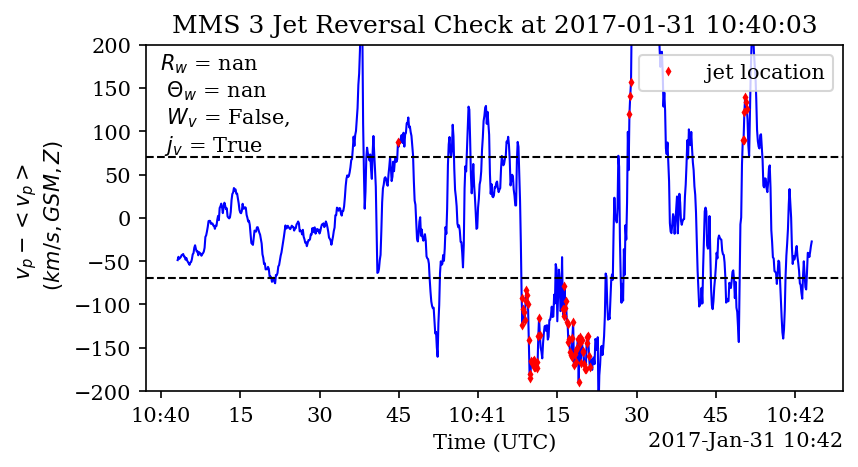 MMS 3 Jet Reversal Check at 2017-01-31 10:40:03
R_w = nan
Θ_w = nan
W_v = False,
j_v = True
jet location
v_p − < v_p >
(km/s, GSM, Z)
200
150
100
50
0
−50
−100
−150
−200
10:40 15 30 45 10:41 15 30 45 10:42
Time (UTC)
2017-Jan-31 10:42